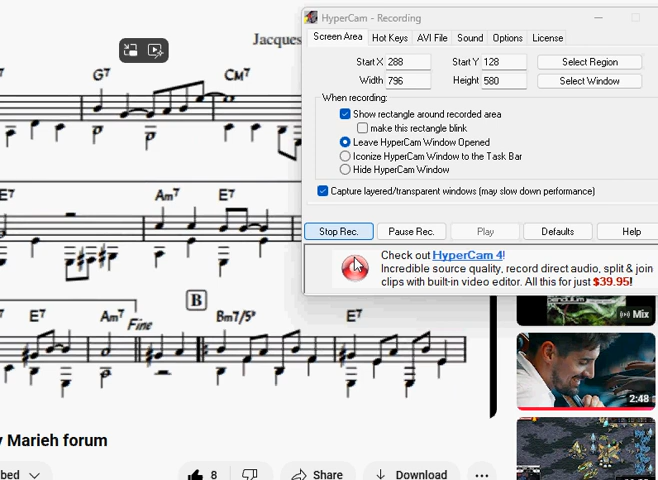 HyperCam - Recording
Screen Area Hot Keys AVI File Sound Options License
Start X 288 Start Y 128 Select Region
Width 796 Height 580 Select Window
When recording:
Show rectangle around recorded area
make this rectangle blink
Leave HyperCam Window Opened
Iconize HyperCam Window to the Task Bar
Hide HyperCam Window
Capture layered/transparent windows (may slow down performance)
Stop Rec. Pause Rec. Play Defaults Help
Check out HyperCam 4!
Incredible source quality, record direct audio, split & join
clips with built-in video editor. All this for just $39.95!
Jacques
G7 CM7
E7 Am7 E7
B
E7 Am7 Fine Bm7/5b E7
Mix
2:48
Marieh forum
8 Share Download